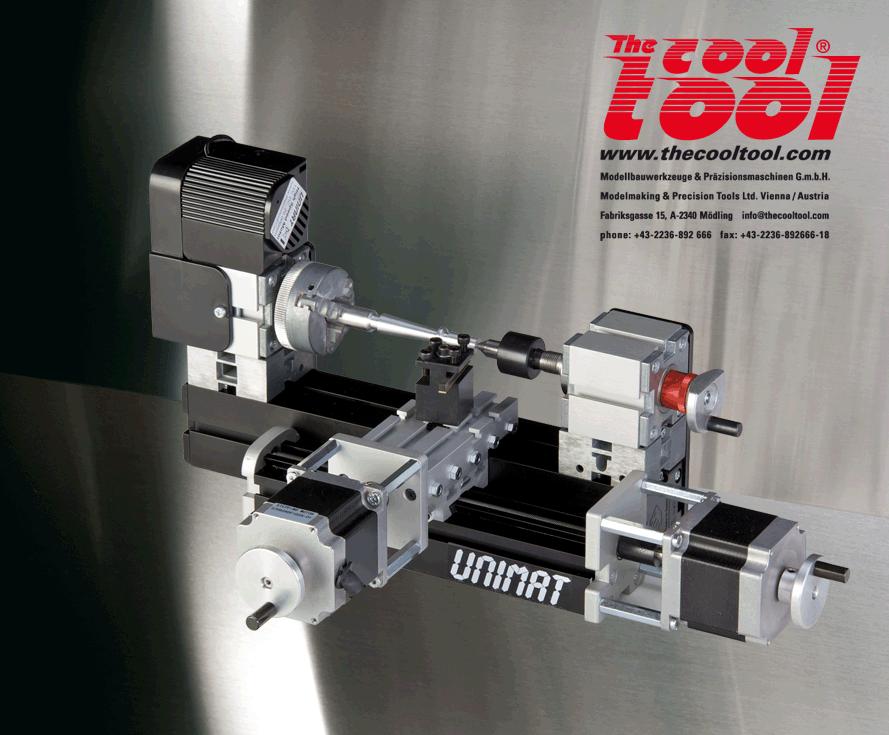 The cool ®
tool
www.thecooltool.com
Modellbauwerkzeuge & Präzisionsmaschinen G.m.b.H.
Modelmaking & Precision Tools Ltd. Vienna / Austria
Fabriksgasse 15, A-2340 Mödling info@thecooltool.com
phone: +43-2236-892 666 fax: +43-2236-892666-18
UNIMAT